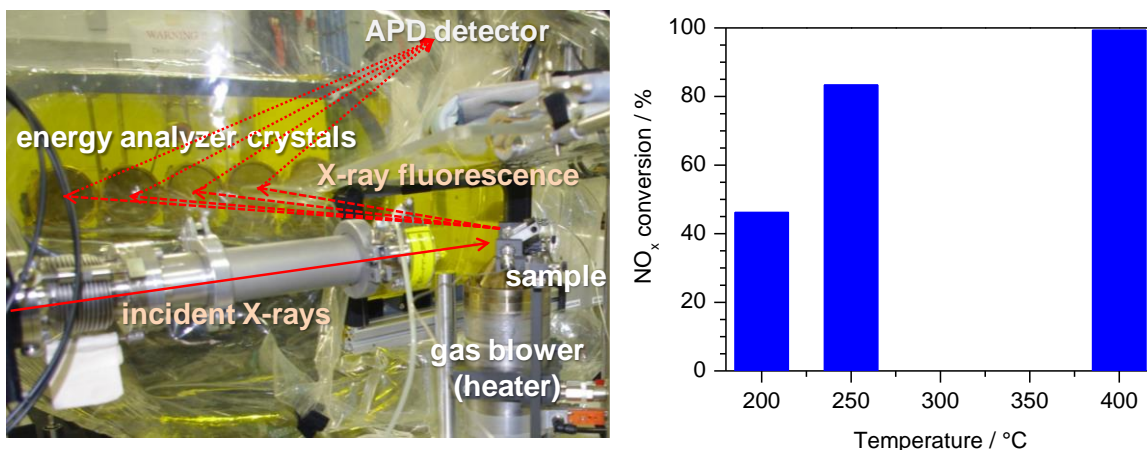 WARNING
APD detector
energy analyzer crystals
X-ray fluorescence
sample
incident X-rays
gas blower
(heater)
100
80
60
40
20
0
NOx conversion / %
200 250 300 350 400
Temperature / °C